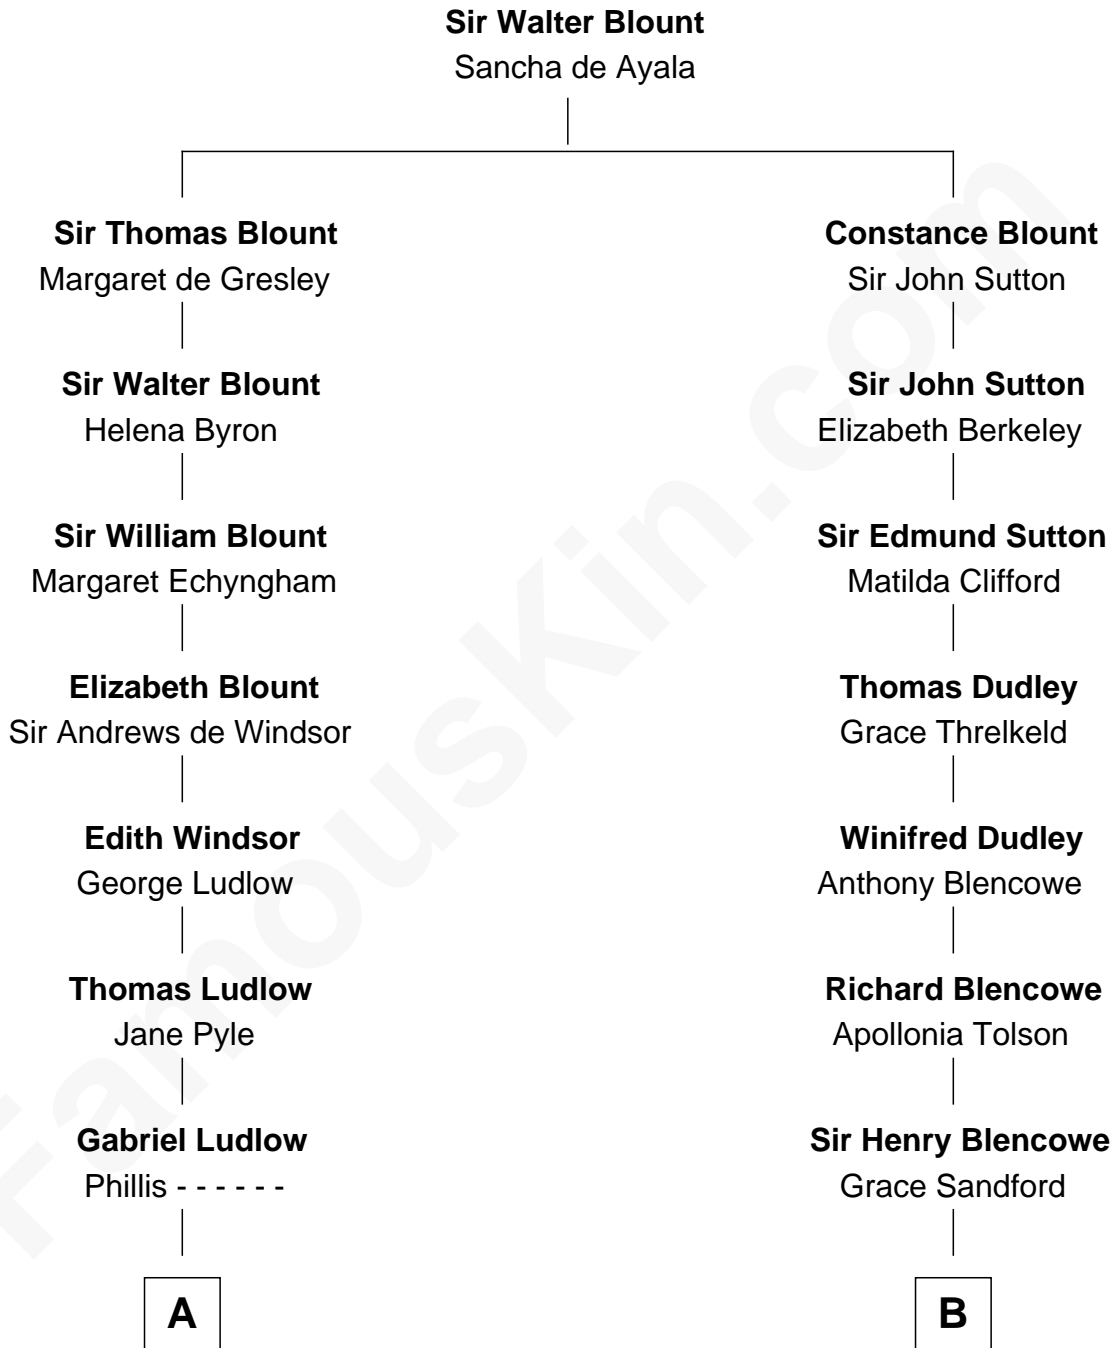 Sir Walter Blount
Sancha de Ayala
Sir Thomas Blount
Margaret de Gresley
Constance Blount
Sir John Sutton
Sir Walter Blount
Helena Byron
Sir John Sutton
Elizabeth Berkeley
Sir William Blount
Margaret Echyngham
Sir Edmund Sutton
Matilda Clifford
Elizabeth Blount
Sir Andrews de Windsor
Thomas Dudley
Grace Threlkeld
Edith Windsor
George Ludlow
Winifred Dudley
Anthony Blencowe
Thomas Ludlow
Jane Pyle
Richard Blencowe
Apollonia Tolson
Gabriel Ludlow
Phillis - - - - - -
Sir Henry Blencowe
Grace Sandford
A
B
FamousKin.com